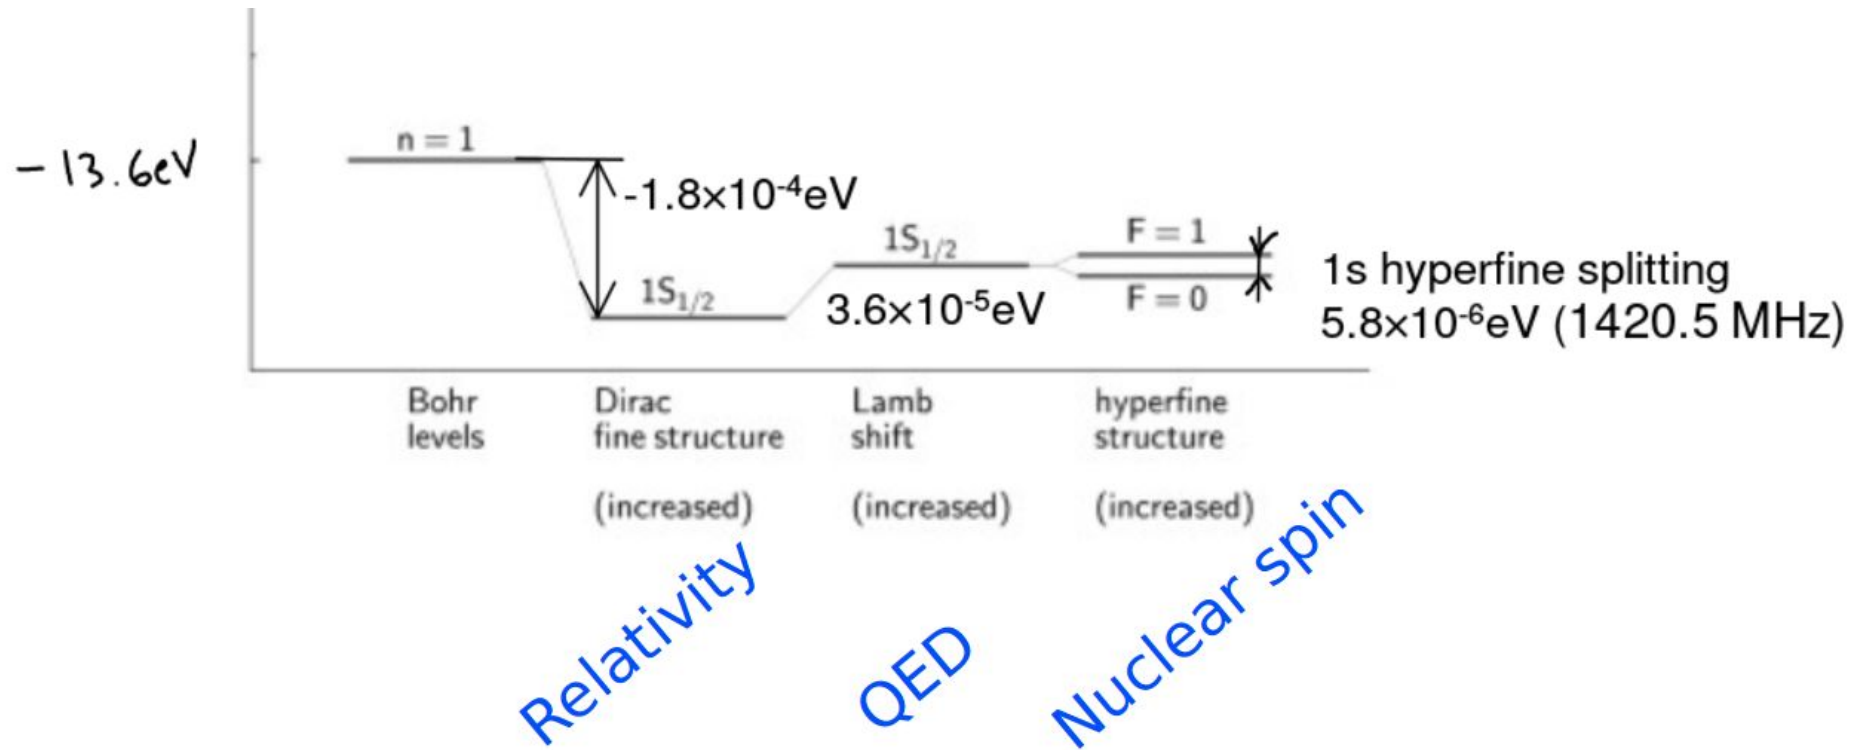 n = 1
- 13.6eV
-1.8×10⁻⁴eV
1S₁/₂
1S₁/₂
3.6×10⁻⁵eV
F = 1
F = 0
1s hyperfine splitting
5.8×10⁻⁶eV (1420.5 MHz)
Bohr
levels
Dirac
fine structure
(increased)
Lamb
shift
(increased)
hyperfine
structure
(increased)
Relativity
QED
Nuclear spin